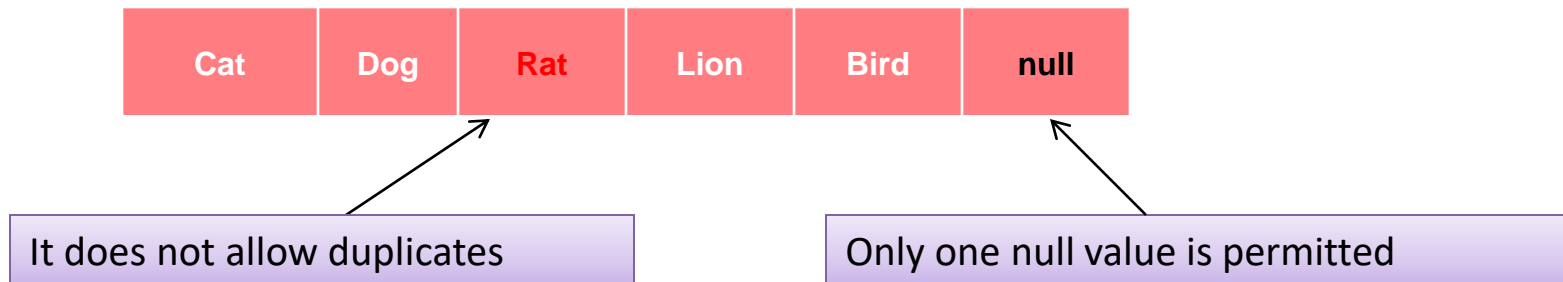 Cat Dog Rat Lion Bird null
It does not allow duplicates
Only one null value is permitted